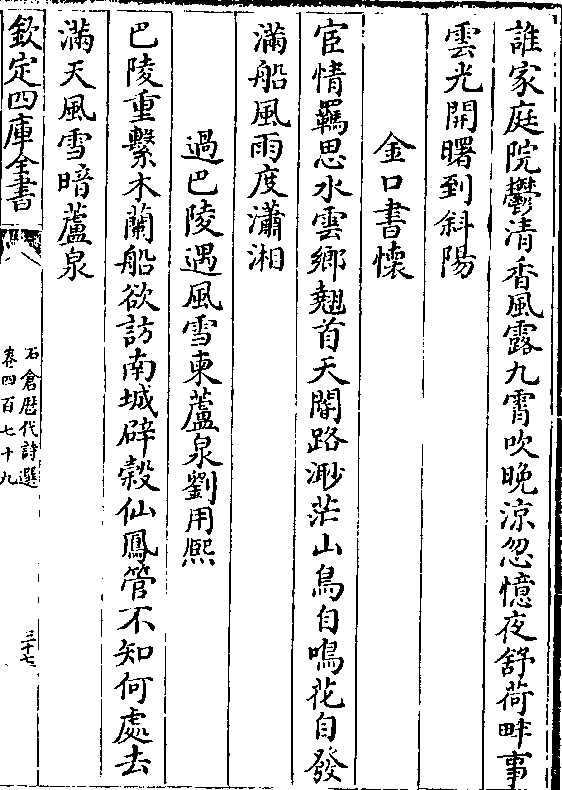 誰家庭院鬱清香風露九霄吹晚涼忽憶夜舒荷畔事
雲光開曙到斜陽
金口書懷
宦情羈思水雲鄉翹首天閽路渺茫山鳥自鳴花自發
滿船風雨度瀟湘
過巴陵遇風雪柬蘆泉劉用熈
巴陵重繫木蘭船欲訪南城辟穀仙鳳管不知何處去
滿天風雪暗蘆泉
欽定四庫全書
石倉歴代詩選
卷四百七十九
三十七